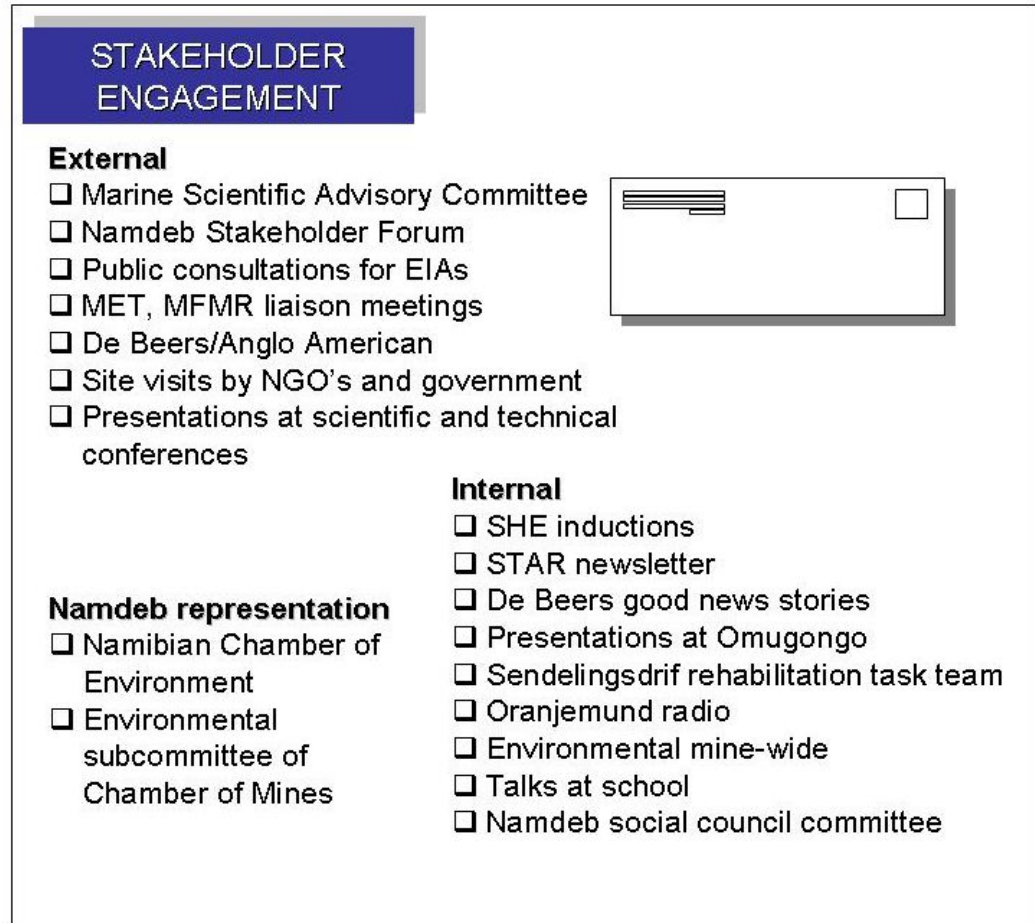 STAKEHOLDER
ENGAGEMENT
External
❑ Marine Scientific Advisory Committee
❑ Namdeb Stakeholder Forum
❑ Public consultations for EIAs
❑ MET, MFMR liaison meetings
❑ De Beers/Anglo American
❑ Site visits by NGO’s and government
❑ Presentations at scientific and technical
conferences
Internal
❑ SHE inductions
❑ STAR newsletter
❑ De Beers good news stories
❑ Presentations at Omugongo
❑ Sendelingsdrif rehabilitation task team
❑ Oranjemund radio
❑ Environmental mine-wide
❑ Talks at school
❑ Namdeb social council committee
Namdeb representation
❑ Namibian Chamber of
Environment
❑ Environmental
subcommittee of
Chamber of Mines